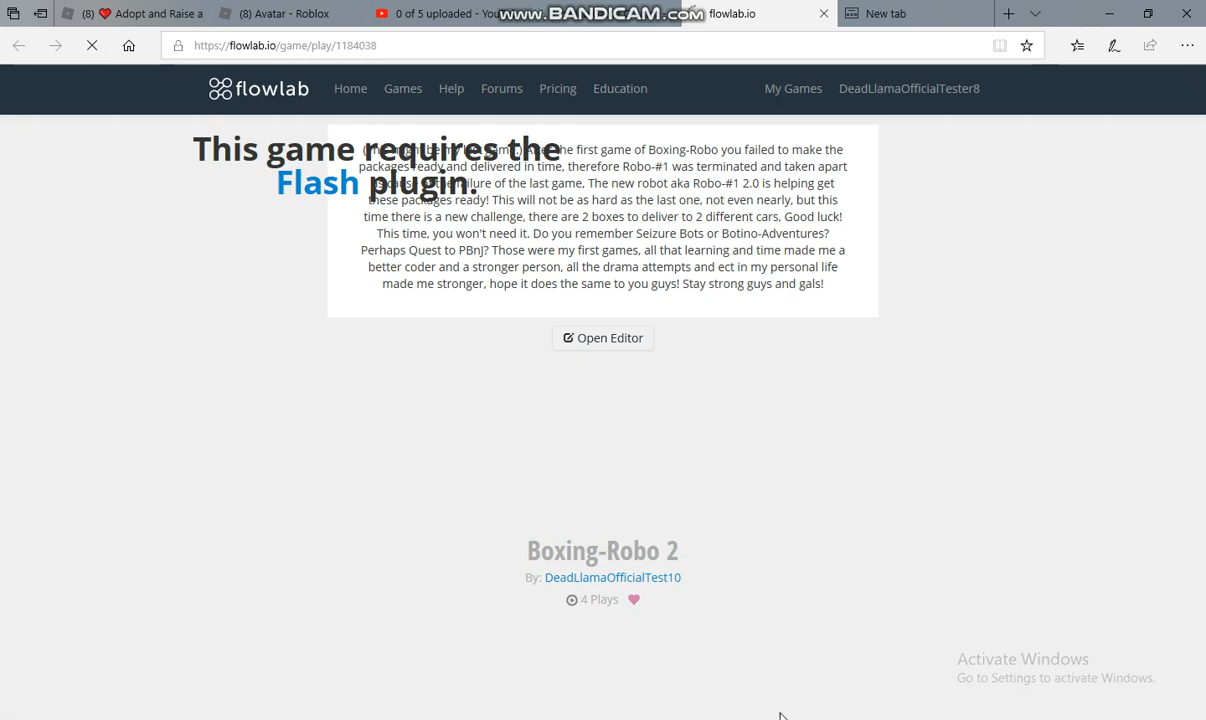 (8) ❤ Adopt and Raise a
(8) Avatar - Roblox
0 of 5 uploaded - You
www.BANDICAM.com
flowlab.io
New tab
https://flowlab.io/game/play/1184038
flowlab
Home
Games
Help
Forums
Pricing
Education
My Games
DeadLlamaOfficialTester8
This game requires the
Flash plugin.
game.) After the first game of Boxing-Robo you failed to make the
packages ready and delivered in time, therefore Robo-#1 was terminated and taken apart
failure of the last game, The new robot aka Robo-#1 2.0 is helping get
these packages ready! This will not be as hard as the last one, not even nearly, but this
time there is a new challenge, there are 2 boxes to deliver to 2 different cars, Good luck!
This time, you won't need it. Do you remember Seizure Bots or Botino-Adventures?
Perhaps Quest to PBnJ? Those were my first games, all that learning and time made me a
better coder and a stronger person, all the drama attempts and ect in my personal life
made me stronger, hope it does the same to you guys! Stay strong guys and gals!
Open Editor
Boxing-Robo 2
By: DeadLlamaOfficialTest10
4 Plays
Activate Windows
Go to Settings to activate Windows.